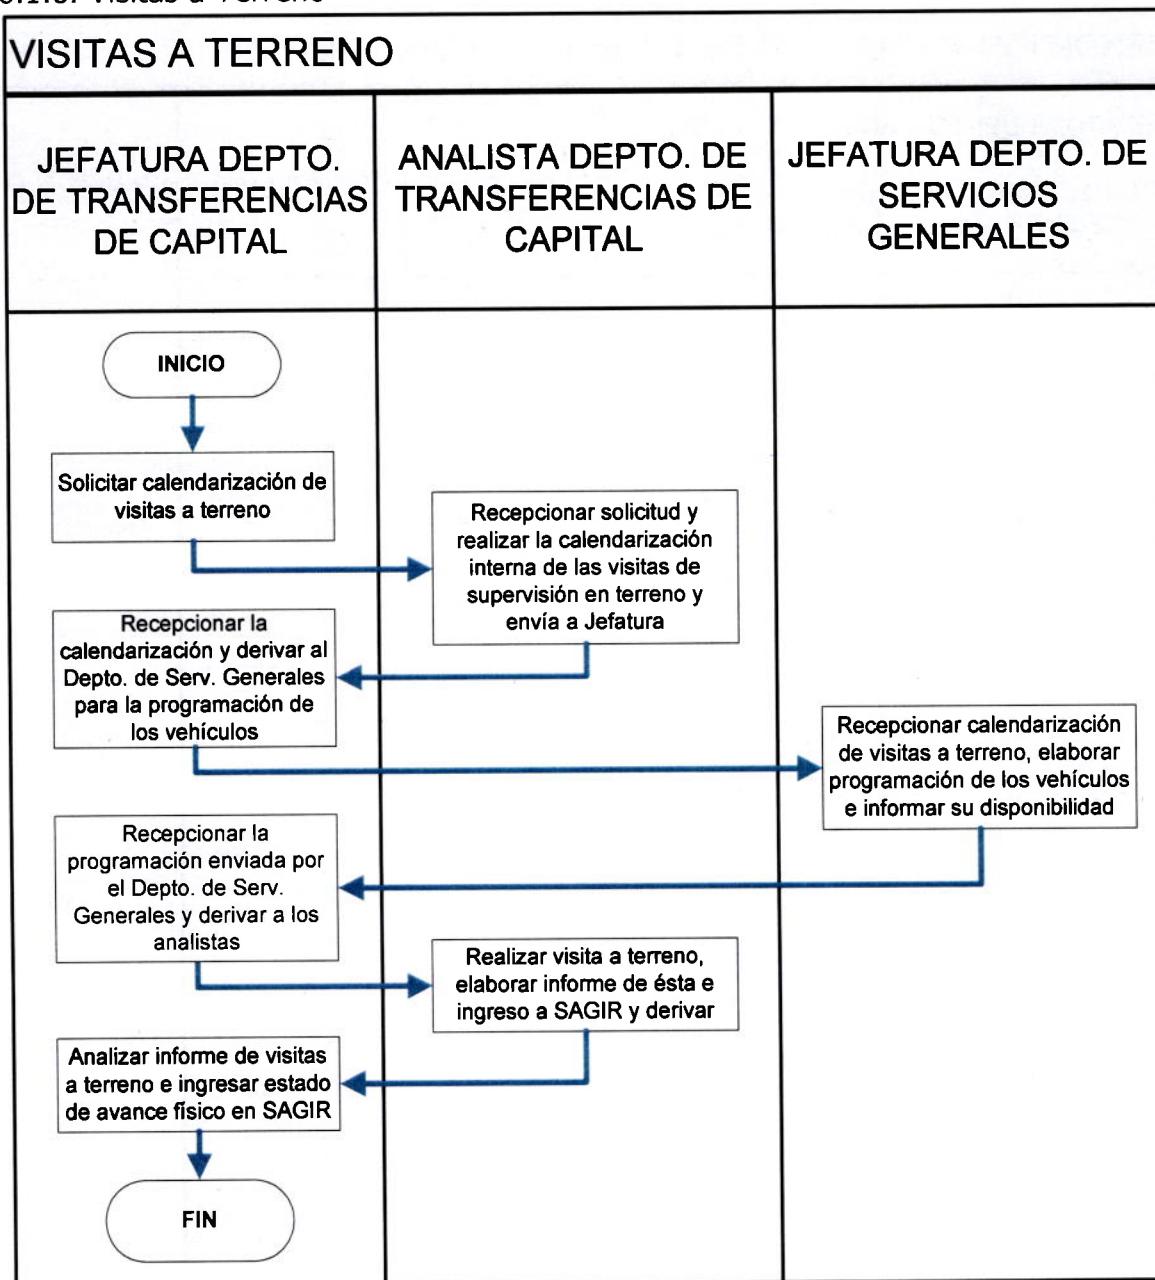 Visitas a Terreno
VISITAS A TERRENO
JEFATURA DEPTO.
DE TRANSFERENCIAS
DE CAPITAL
ANALISTA DEPTO. DE
TRANSFERENCIAS DE
CAPITAL
JEFATURA DEPTO. DE
SERVICIOS
GENERALES
INICIO
Solicitar calendarización de
visitas a terreno
Recepcionar solicitud y
realizar la calendarización
interna de las visitas de
supervisión en terreno y
envía a Jefatura
Recepcionar la
calendarización y derivar al
Depto. de Serv. Generales
para la programación de
los vehículos
Recepcionar calendarización
de visitas a terreno, elaborar
programación de los vehículos
e informar su disponibilidad
Recepcionar la
programación enviada por
el Depto. de Serv.
Generales y derivar a los
analistas
Realizar visita a terreno,
elaborar informe de ésta e
ingreso a SAGIR y derivar
Analizar informe de visitas
a terreno e ingresar estado
de avance físico en SAGIR
FIN